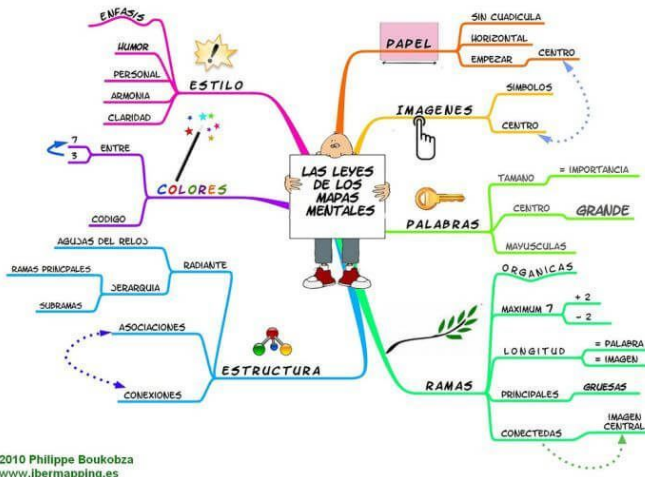 LAS LEYES
DE LOS
MAPAS
MENTALES
PAPEL
SIN CUADICULA
HORIZONTAL
EMPEZAR
CENTRO
IMAGENES
SIMBOLOS
CENTRO
PALABRAS
TAMANO
= IMPORTANCIA
CENTRO
GRANDE
MAYUSCULAS
RAMAS
ORGANICAS
MAXIMUM 7
+ 2
- 2
LONGITUD
= PALABRA
= IMAGEN
PRINCIPALES
GRUESAS
CONECTEDAS
IMAGEN
CENTRAL
ESTRUCTURA
RADIANTE
AGUJAS DEL RELOJ
JERARQUIA
RAMAS PRINCPALES
SUBRAMAS
ASOCIACIONES
CONEXIONES
COLORES
ENTRE
7
3
CODIGO
ESTILO
ENFASIS
HUMOR
PERSONAL
ARMONIA
CLARIDAD
2010 Philippe Boukobza
www.ibermapping.es